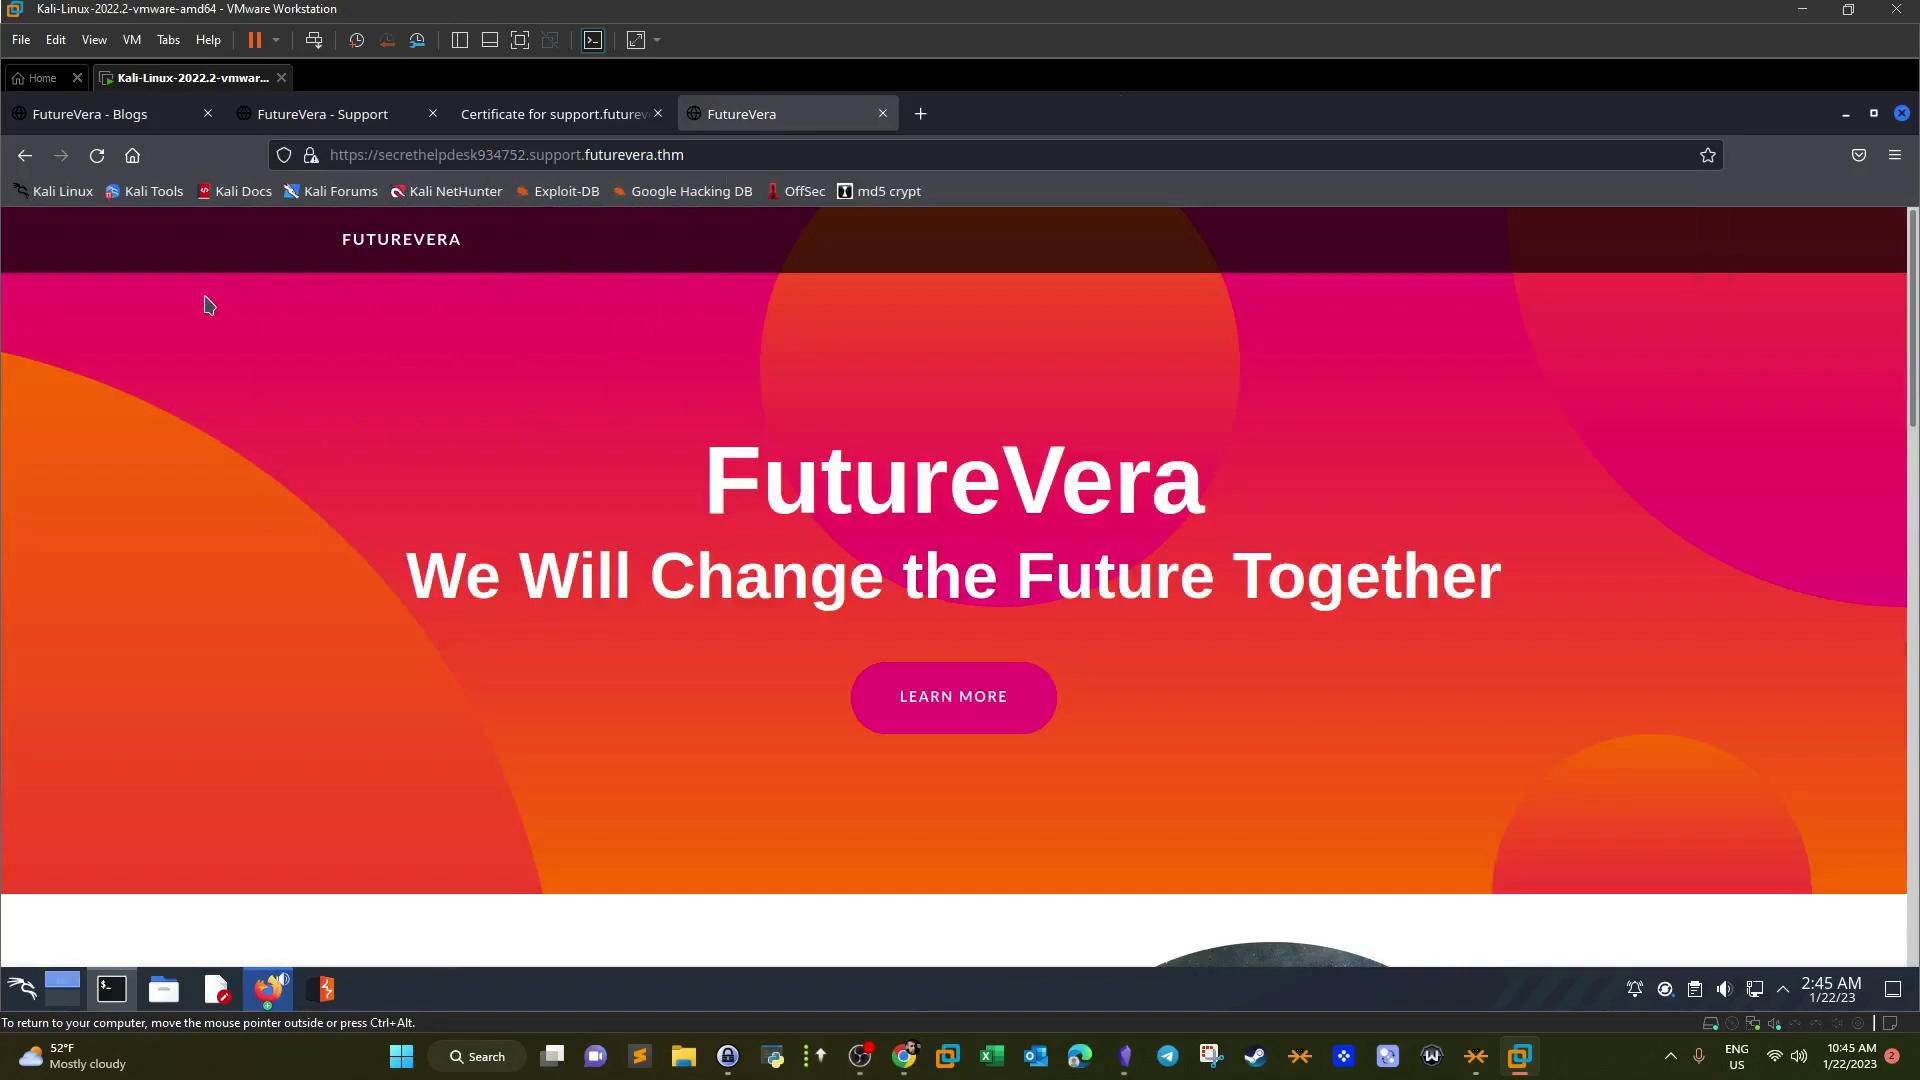 Kali-Linux-2022.2-vmware-amd64 - VMware Workstation
File Edit View VM Tabs Help
Home Kali-Linux-2022.2-vmwar...
FutureVera - Blogs FutureVera - Support Certificate for support.futurev FutureVera
https://secrethelpdesk934752.support.futurevera.thm
Kali Linux Kali Tools Kali Docs Kali Forums Kali NetHunter Exploit-DB Google Hacking DB OffSec md5 crypt
FUTUREVERA
FutureVera
We Will Change the Future Together
LEARN MORE
2:45 AM
1/22/23
To return to your computer, move the mouse pointer outside or press Ctrl+Alt.
52°F
Mostly cloudy
Search
ENG
US
10:45 AM
1/22/2023
2